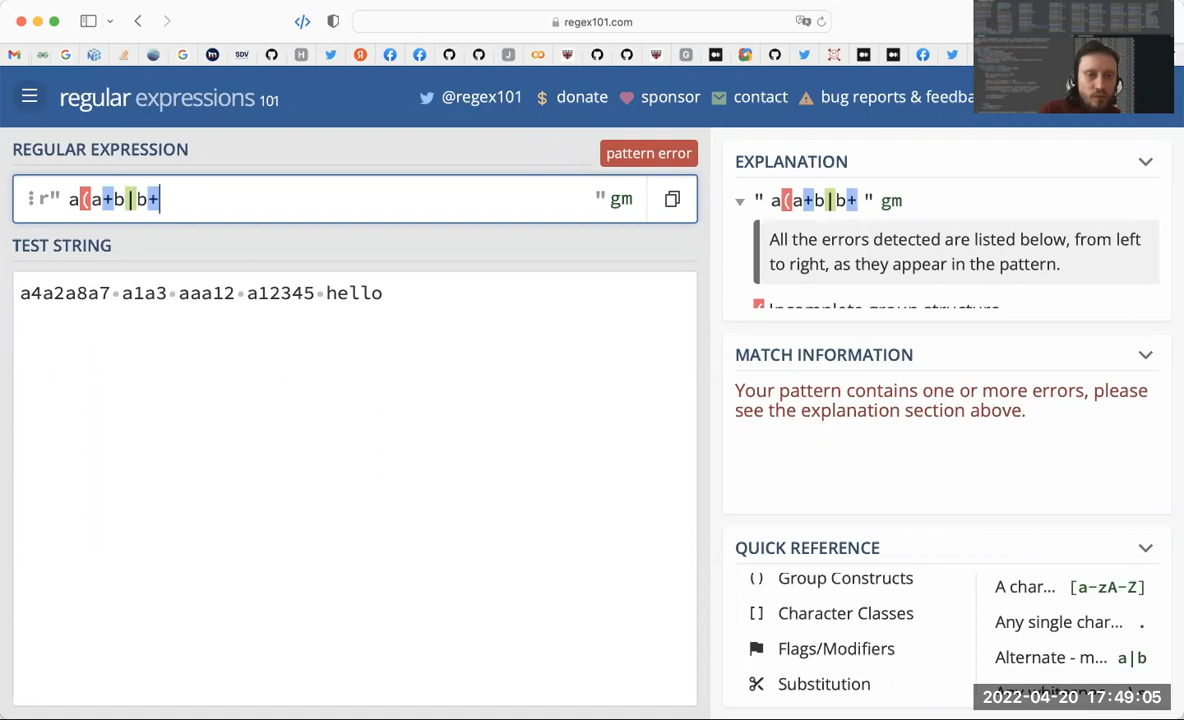 regex101.com
SDV
regular expressions 101
@regex101
$ donate
sponsor
contact
bug reports & feedba
REGULAR EXPRESSION
pattern error
r" a(a+b|b+
" gm
TEST STRING
a4a2a8a7·a1a3·aaa12·a12345·hello
EXPLANATION
" a(a+b|b+ " gm
All the errors detected are listed below, from left
to right, as they appear in the pattern.
( Incomplete group structure
MATCH INFORMATION
Your pattern contains one or more errors, please
see the explanation section above.
QUICK REFERENCE
() Group Constructs
[] Character Classes
Flags/Modifiers
Substitution
A char... [a-zA-Z]
Any single char... .
Alternate - m... a|b
2022-04-20 17:49:05